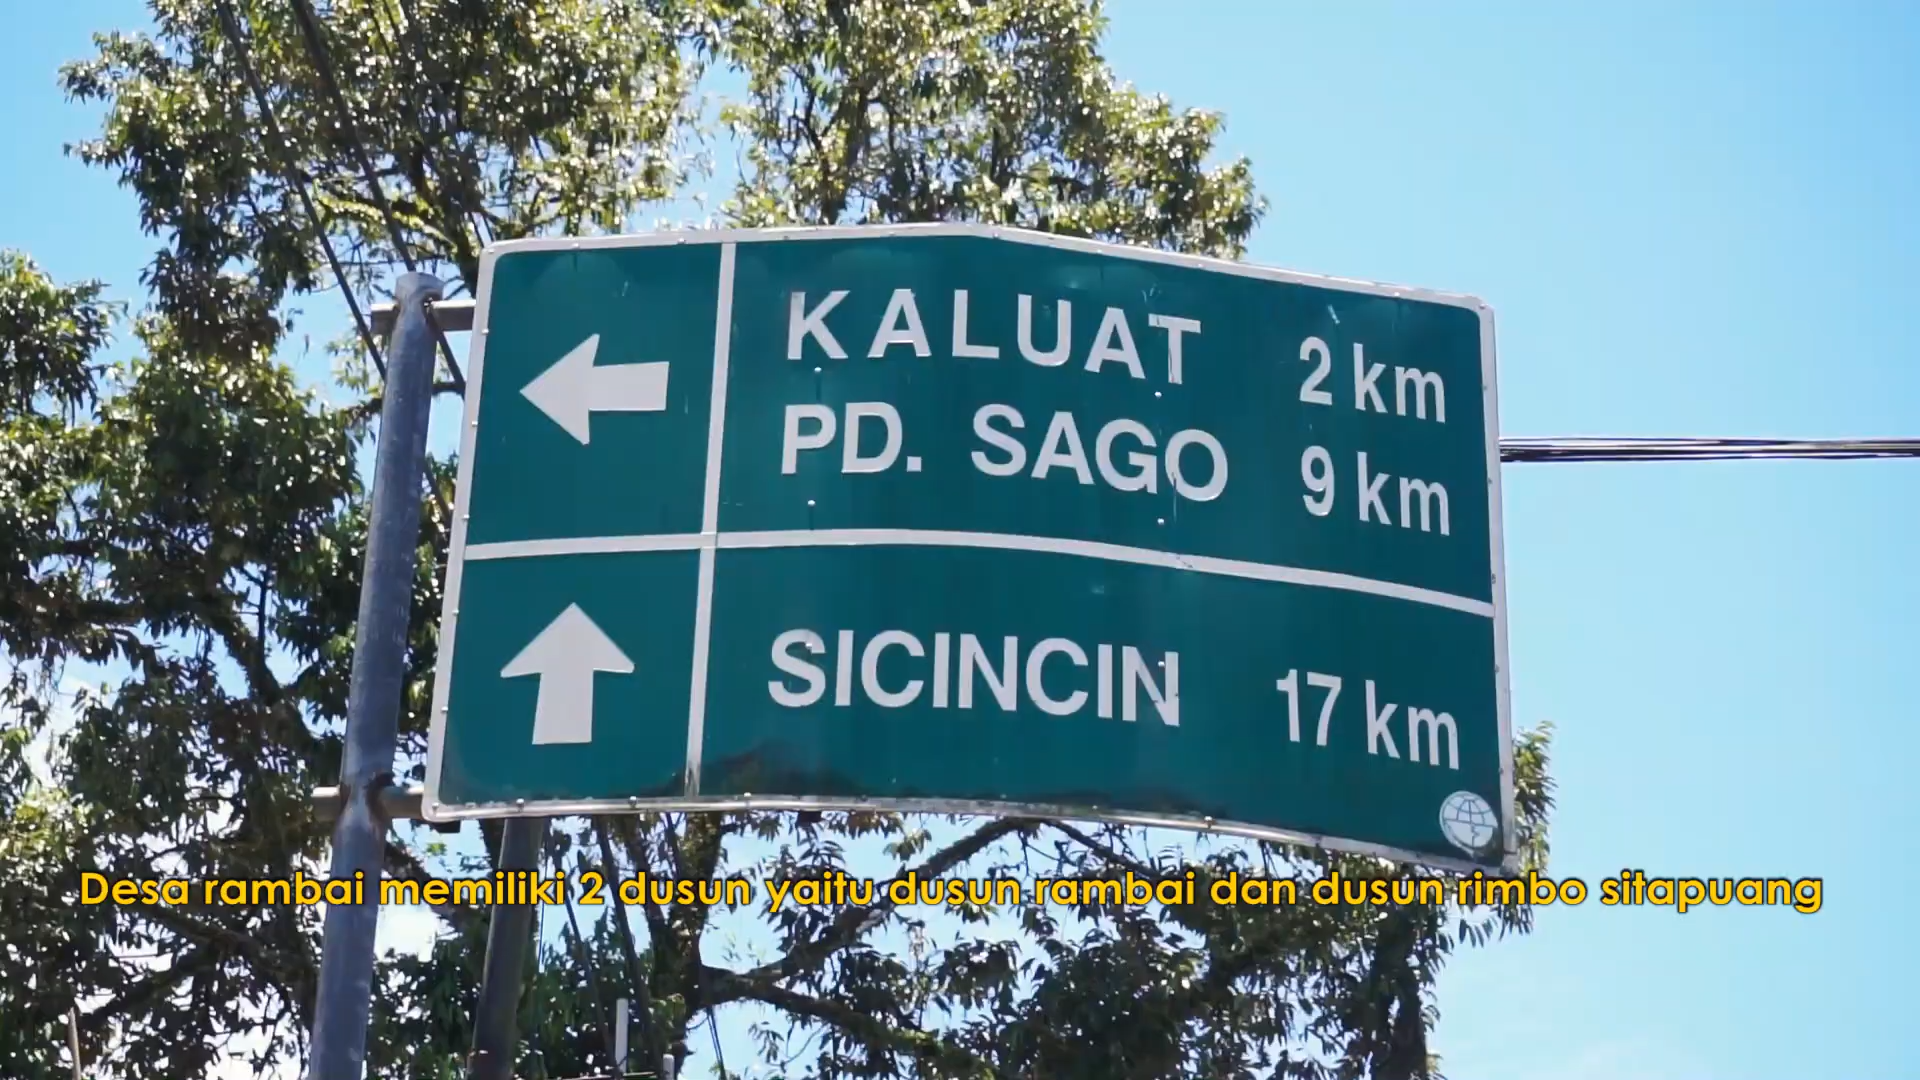 KALUAT 2 km
PD. SAGO 9 km
SICINCIN 17 km
Desa rambai memiliki 2 dusun yaitu dusun rambai dan dusun rimbo sitapuang